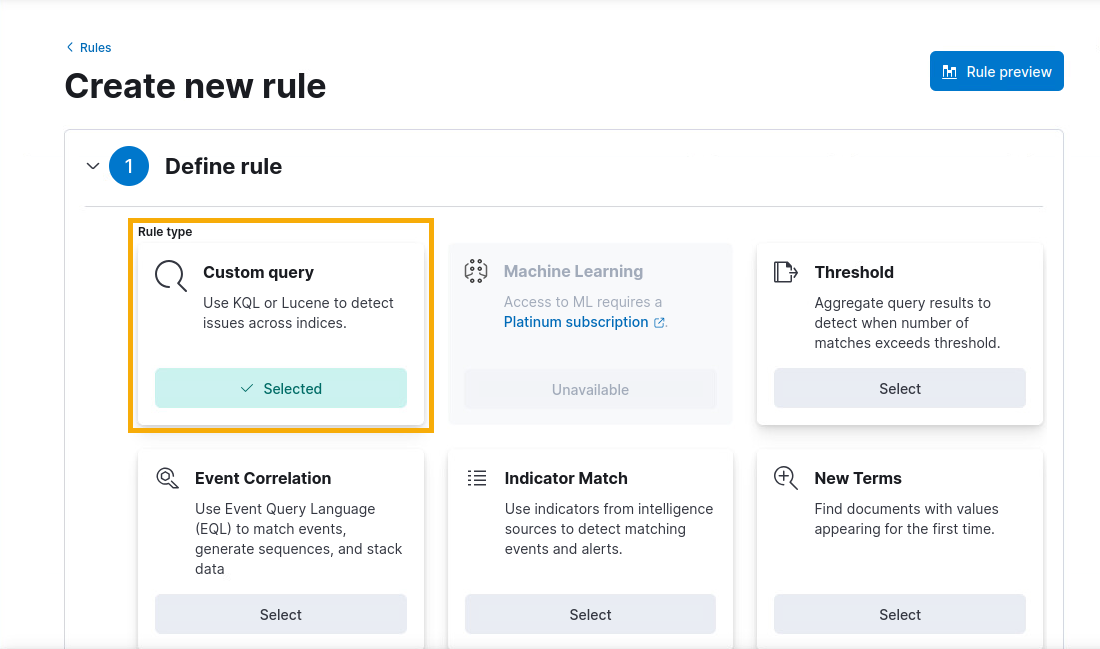 Rules
Create new rule
Rule preview
1
Define rule
Rule type
Custom query
Use KQL or Lucene to detect
issues across indices.
Selected
Machine Learning
Access to ML requires a
Platinum subscription.
Unavailable
Threshold
Aggregate query results to
detect when number of
matches exceeds threshold.
Select
Event Correlation
Use Event Query Language
(EQL) to match events,
generate sequences, and stack
data
Select
Indicator Match
Use indicators from intelligence
sources to detect matching
events and alerts.
Select
New Terms
Find documents with values
appearing for the first time.
Select